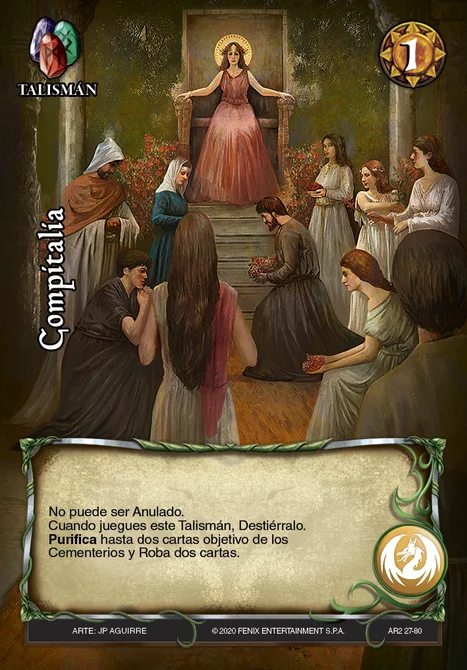 TALISMÁN
1
Compitalia
No puede ser Anulado.
Cuando juegues este Talismán, Destiérralo.
Purifica hasta dos cartas objetivo de los
Cementerios y Roba dos cartas.
ARTE: JP AGUIRRE
© 2020 FENIX ENTERTAINMENT S.P.A.
AR2 27-80